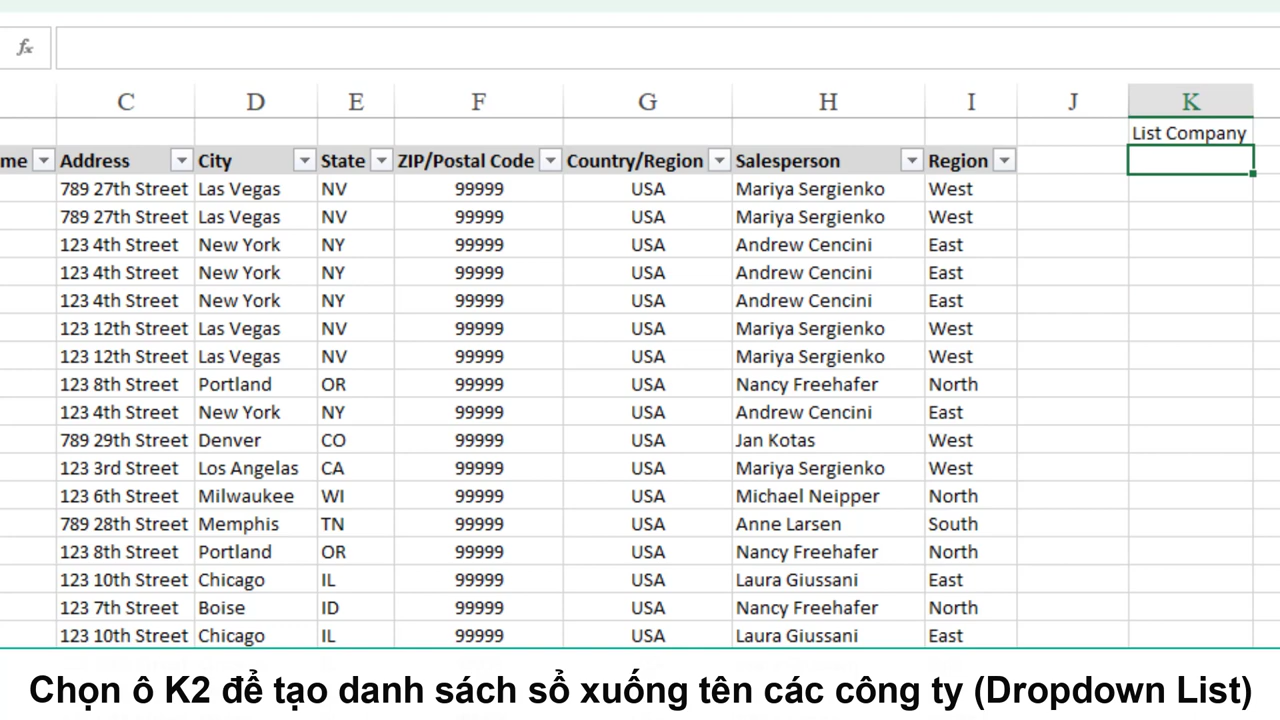 fx
C D E F G H I J K
List Company
me Address City State ZIP/Postal Code Country/Region Salesperson Region
789 27th Street Las Vegas NV 99999 USA Mariya Sergienko West
789 27th Street Las Vegas NV 99999 USA Mariya Sergienko West
123 4th Street New York NY 99999 USA Andrew Cencini East
123 4th Street New York NY 99999 USA Andrew Cencini East
123 4th Street New York NY 99999 USA Andrew Cencini East
123 12th Street Las Vegas NV 99999 USA Mariya Sergienko West
123 12th Street Las Vegas NV 99999 USA Mariya Sergienko West
123 8th Street Portland OR 99999 USA Nancy Freehafer North
123 4th Street New York NY 99999 USA Andrew Cencini East
789 29th Street Denver CO 99999 USA Jan Kotas West
123 3rd Street Los Angelas CA 99999 USA Mariya Sergienko West
123 6th Street Milwaukee WI 99999 USA Michael Neipper North
789 28th Street Memphis TN 99999 USA Anne Larsen South
123 8th Street Portland OR 99999 USA Nancy Freehafer North
123 10th Street Chicago IL 99999 USA Laura Giussani East
123 7th Street Boise ID 99999 USA Nancy Freehafer North
123 10th Street Chicago IL 99999 USA Laura Giussani East
Chọn ô K2 để tạo danh sách sổ xuống tên các công ty (Dropdown List)